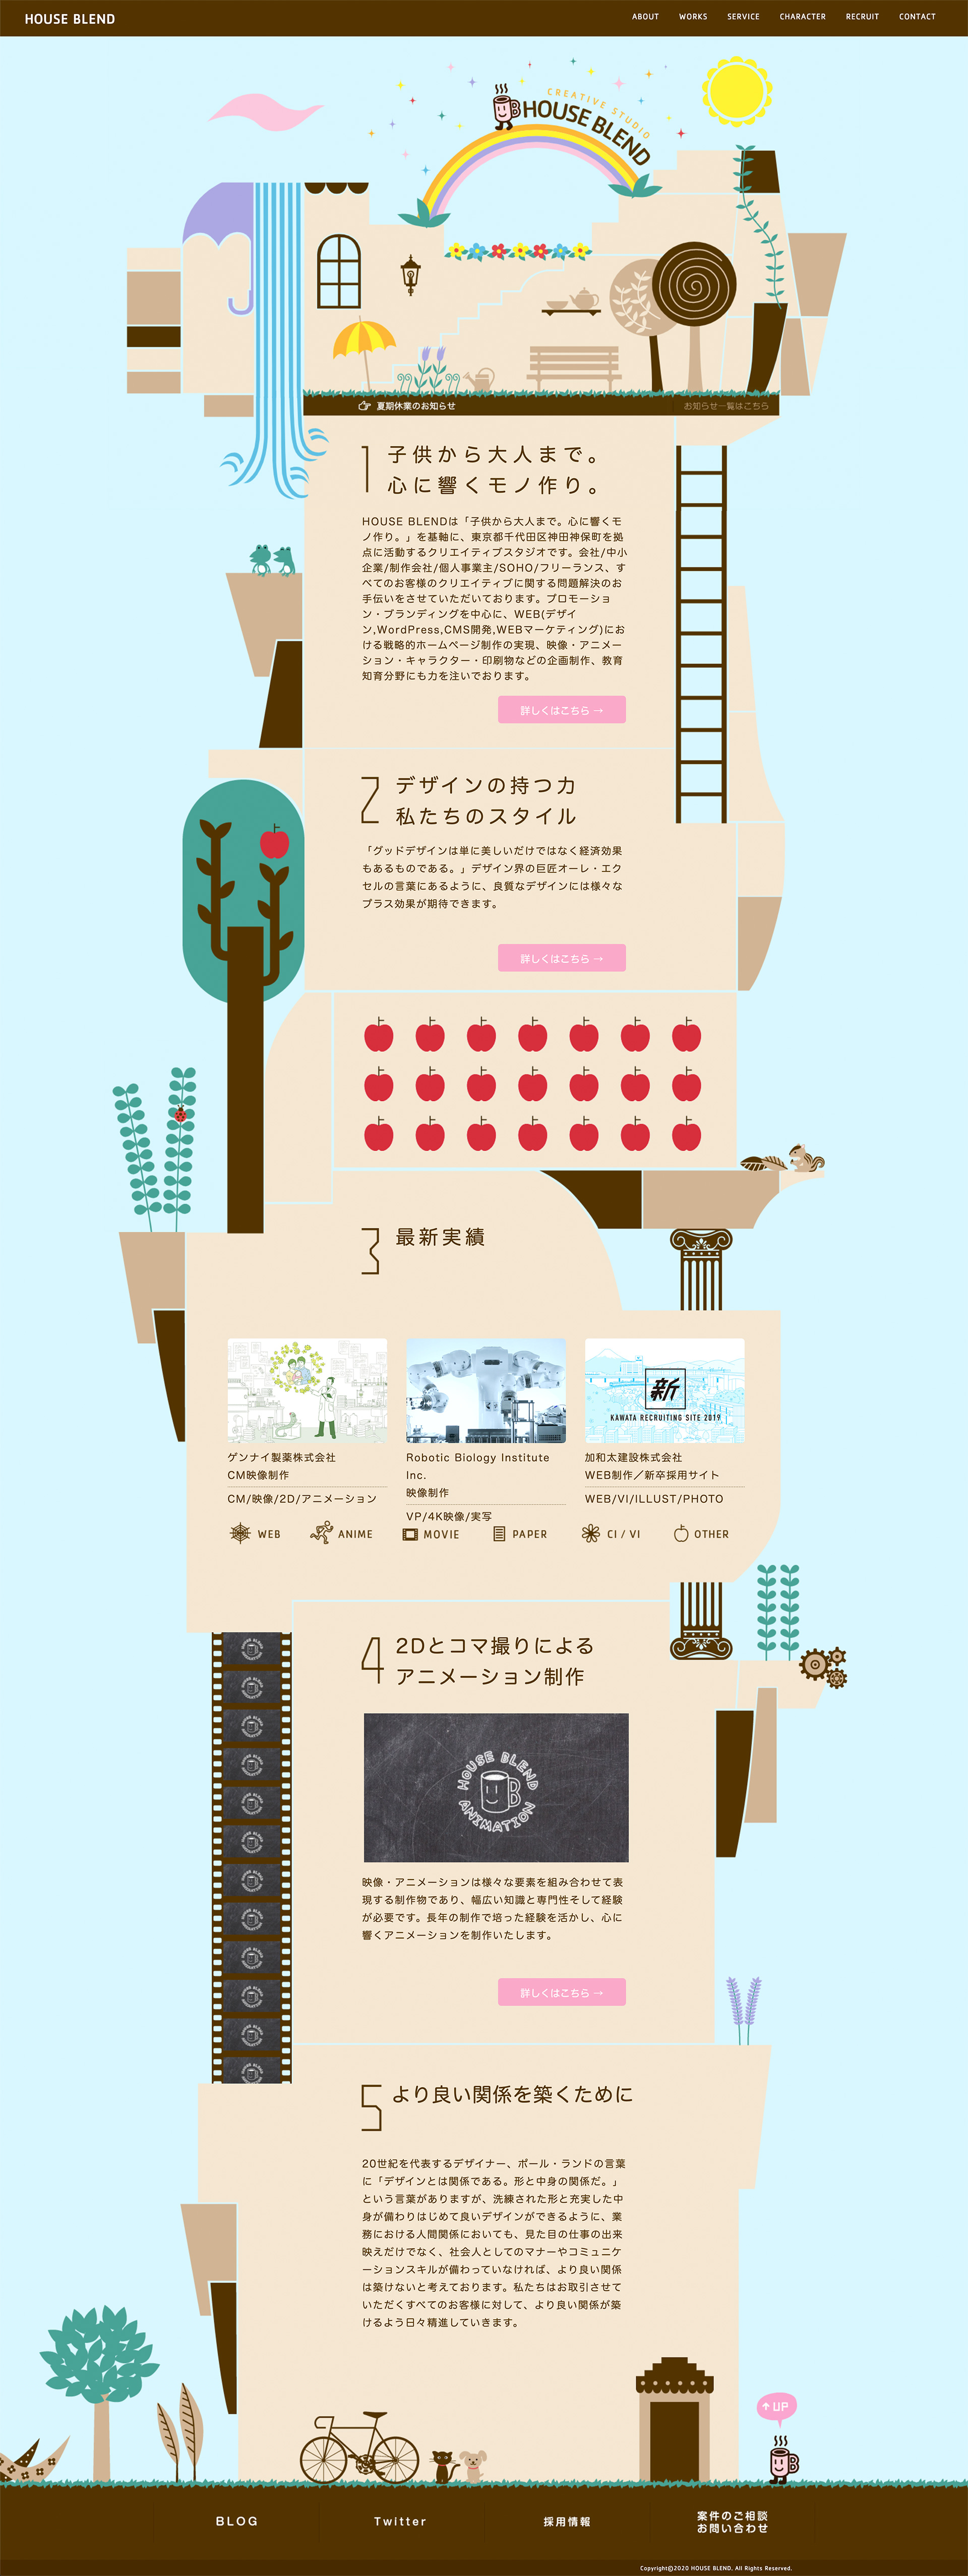 HOUSE BLEND
ABOUT WORKS SERVICE CHARACTER RECRUIT CONTACT
CREATIVE STUDIO
HOUSE BLEND
夏期休業のお知らせ
お知らせ一覧はこちら
1 子供から大人まで。
心に響くモノ作り。
HOUSE BLENDは「子供から大人まで。心に響くモ
ノ作り。」を基軸に、東京都千代田区神田神保町を拠
点に活動するクリエイティブスタジオです。会社/中小
企業/制作会社/個人事業主/SOHO/フリーランス、す
べてのお客様のクリエイティブに関する問題解決のお
手伝いをさせていただいております。プロモーショ
ン・ブランディングを中心に、WEB(デザイ
ン,WordPress,CMS開発,WEBマーケティング)にお
ける戦略的ホームページ制作の実現、映像・アニメー
ション・キャラクター・印刷物などの企画制作、教育
知育分野にも力を注いでおります。
詳しくはこちら →
2 デザインの持つ力
私たちのスタイル
「グッドデザインは単に美しいだけではなく経済効果
もあるものである。」デザイン界の巨匠オーレ・エク
セルの言葉にあるように、良質なデザインには様々な
プラス効果が期待できます。
詳しくはこちら →
3 最新実績
新
KAWATA RECRUITING SITE 2019
ゲンナイ製薬株式会社
CM映像制作
CM/映像/2D/アニメーション
Robotic Biology Institute
Inc.
映像制作
VP/4K映像/実写
加和太建設株式会社
WEB制作／新卒採用サイト
WEB/VI/ILLUST/PHOTO
WEB ANIME MOVIE PAPER CI / VI OTHER
4 2Dとコマ撮りによる
アニメーション制作
HOUSE BLEND
ANIMATION
映像・アニメーションは様々な要素を組み合わせて表
現する制作物であり、幅広い知識と専門性そして経験
が必要です。長年の制作で培った経験を活かし、心に
響くアニメーションを制作いたします。
詳しくはこちら →
5 より良い関係を築くために
20世紀を代表するデザイナー、ポール・ランドの言葉
に「デザインとは関係である。形と中身の関係だ。」
という言葉がありますが、洗練された形と充実した中
身が備わりはじめて良いデザインができるように、業
務における人間関係においても、見た目の仕事の出来
映えだけでなく、社会人としてのマナーやコミュニケ
ーションスキルが備わっていなければ、より良い関係
は築けないと考えております。私たちはお取引させて
いただくすべてのお客様に対して、より良い関係が築
けるよう日々精進していきます。
↑UP
BLOG
Twitter
採用情報
案件のご相談
お問い合わせ
Copyright©2020 HOUSE BLEND, All Rights Reserved.